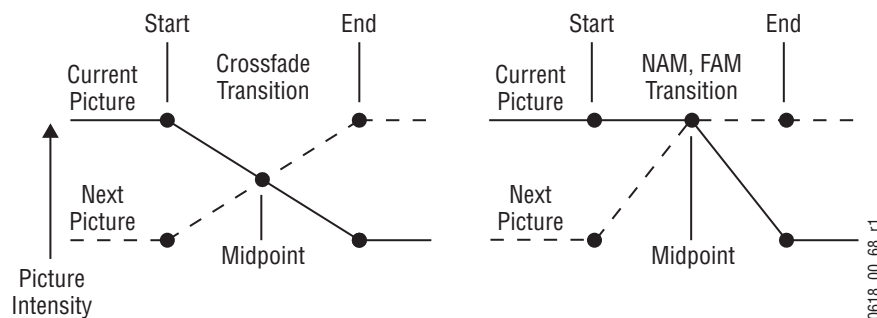 Start
End
Current
Picture
Crossfade
Transition
Next
Picture
Midpoint
Picture
Intensity
Start
End
Current
Picture
NAM, FAM
Transition
Next
Picture
Midpoint
0618_00_68_r1